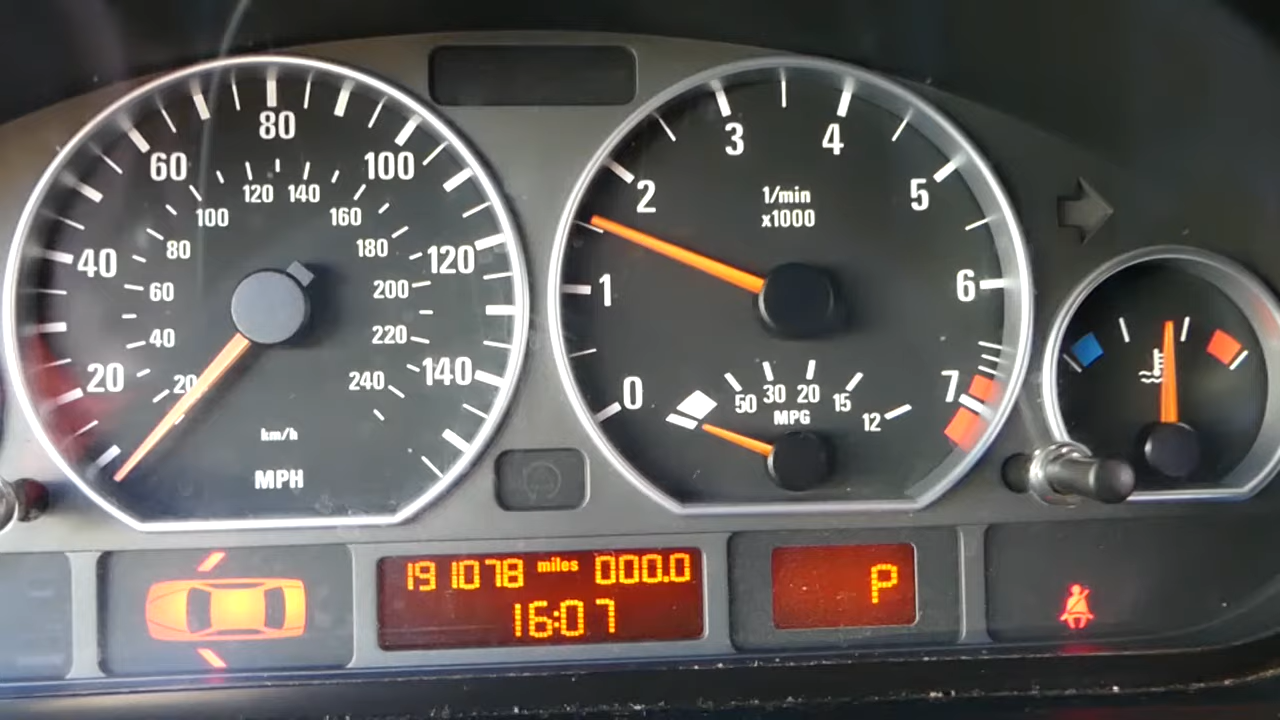 80
60 100
120 140
100 160
80 180
40 120
60 200
40 220
20 140
20 240
km/h
MPH
3 4
2 5
1/min
x1000
1 6
0 7
50 30 20 15 12
MPG
191078 miles 000.0
16:07
P